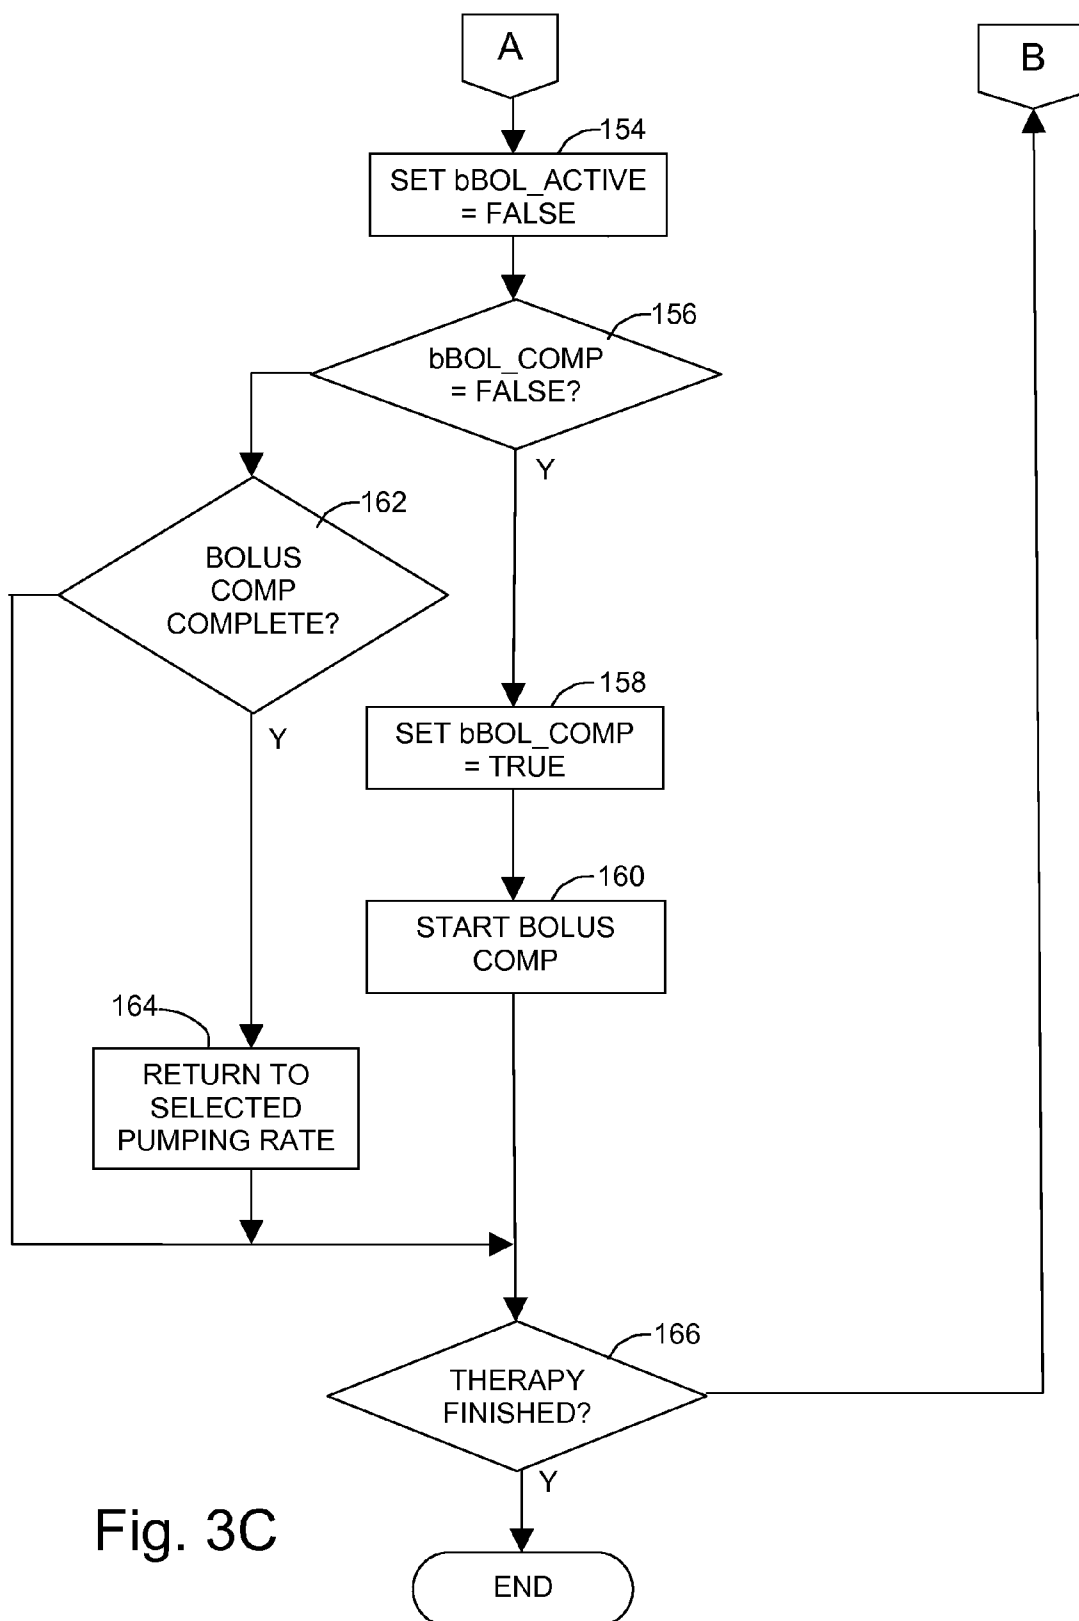 A
B
154
SET bBOL_ACTIVE
= FALSE
156
bBOL_COMP
= FALSE?
Y
162
BOLUS
COMP
COMPLETE?
Y
158
SET bBOL_COMP
= TRUE
160
START BOLUS
COMP
164
RETURN TO
SELECTED
PUMPING RATE
166
THERAPY
FINISHED?
Y
END
Fig. 3C